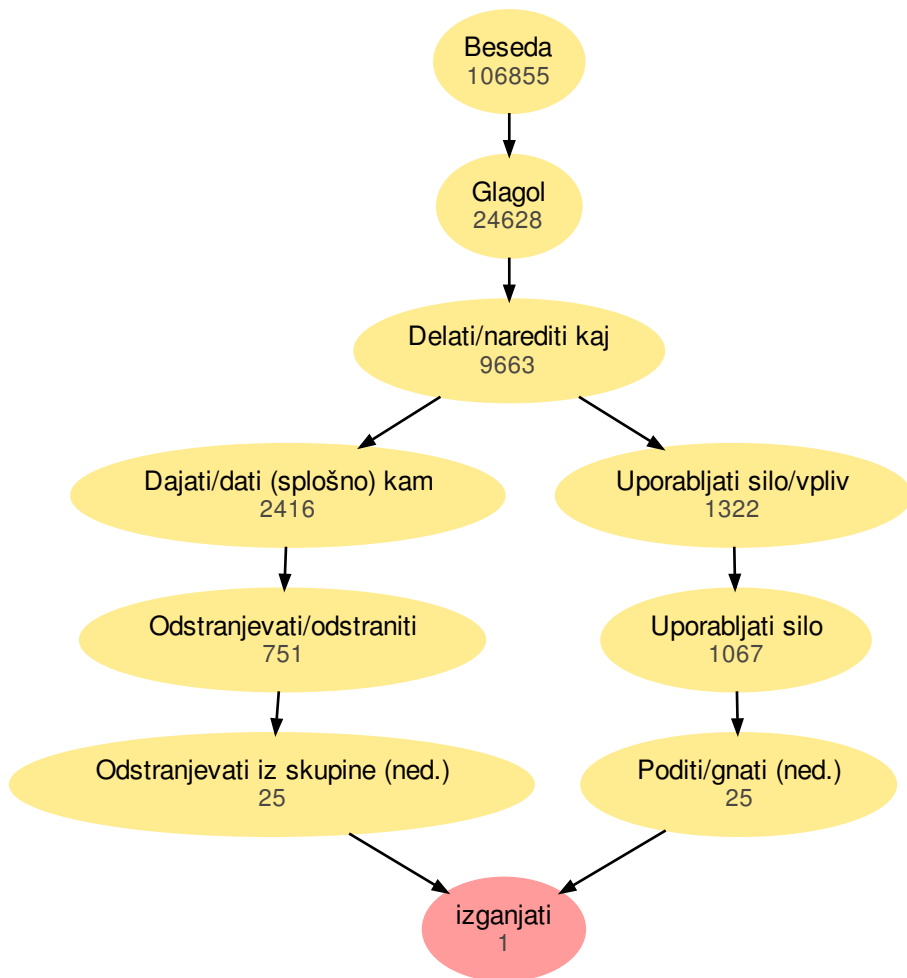 Beseda
106855
Glagol
24628
Delati/narediti kaj
9663
Dajati/dati (splošno) kam
2416
Uporabljati silo/vpliv
1322
Odstranjevati/odstraniti
751
Uporabljati silo
1067
Odstranjevati iz skupine (ned.)
25
Poditi/gnati (ned.)
25
izganjati
1